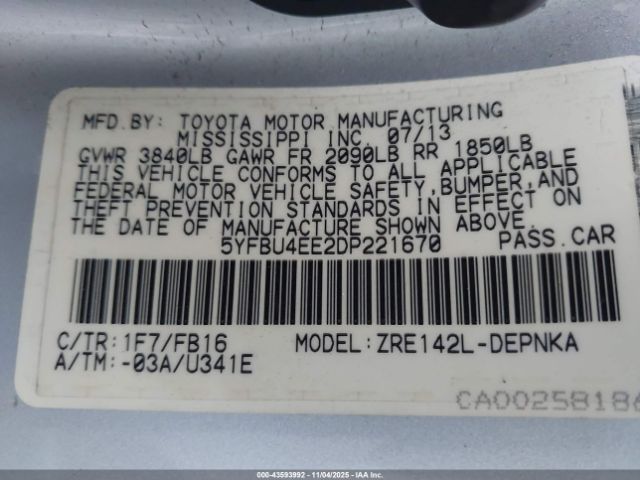 MFD.BY: TOYOTA MOTOR MANUFACTURING
MISSISSIPPI INC. 07/13
GVWR 3840LB GAWR FR 2090LB RR 1850LB
THIS VEHICLE CONFORMS TO ALL APPLICABLE
FEDERAL MOTOR VEHICLE SAFETY,BUMPER,AND
THEFT PREVENTION STANDARDS IN EFFECT ON
THE DATE OF MANUFACTURE SHOWN ABOVE.
5YFBU4EE2DP221670 PASS.CAR
C/TR:1F7/FB16 MODEL:ZRE142L-DEPNKA
A/TM:-03A/U341E
CA00258186
000-43593992 - 11/04/2025 - IAA Inc.